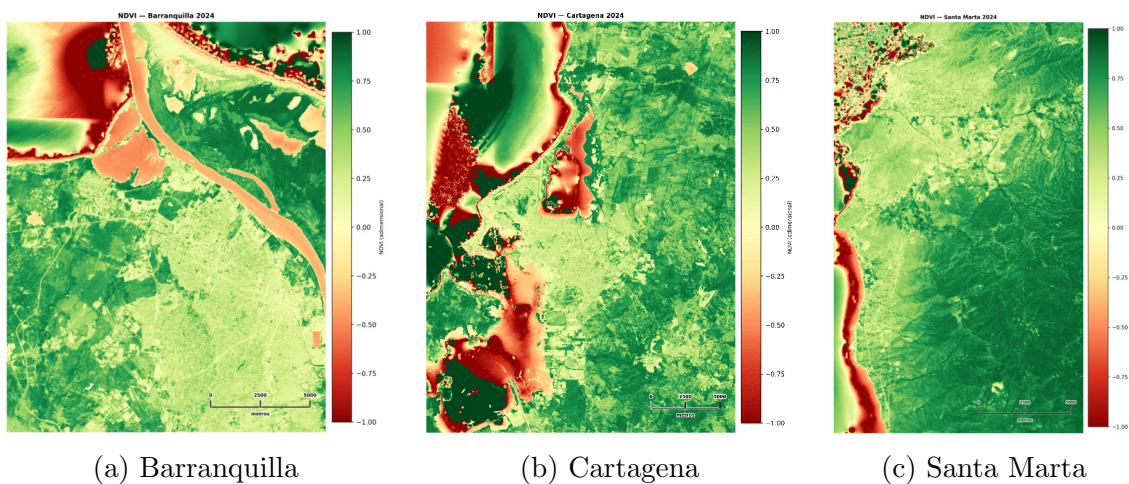 NDVI — Barranquilla 2024
1.00
0.75
0.50
0.25
0.00
−0.25
−0.50
−0.75
−1.00
NDVI (adimensional)
0 2500 5000
metros
NDVI — Cartagena 2024
1.00
0.75
0.50
0.25
0.00
−0.25
−0.50
−0.75
−1.00
NDVI (adimensional)
0 2500 5000
metros
NDVI — Santa Marta 2024
1.00
0.75
0.50
0.25
0.00
−0.25
−0.50
−0.75
−1.00
0 2500 5000
metros
(a) Barranquilla
(b) Cartagena
(c) Santa Marta